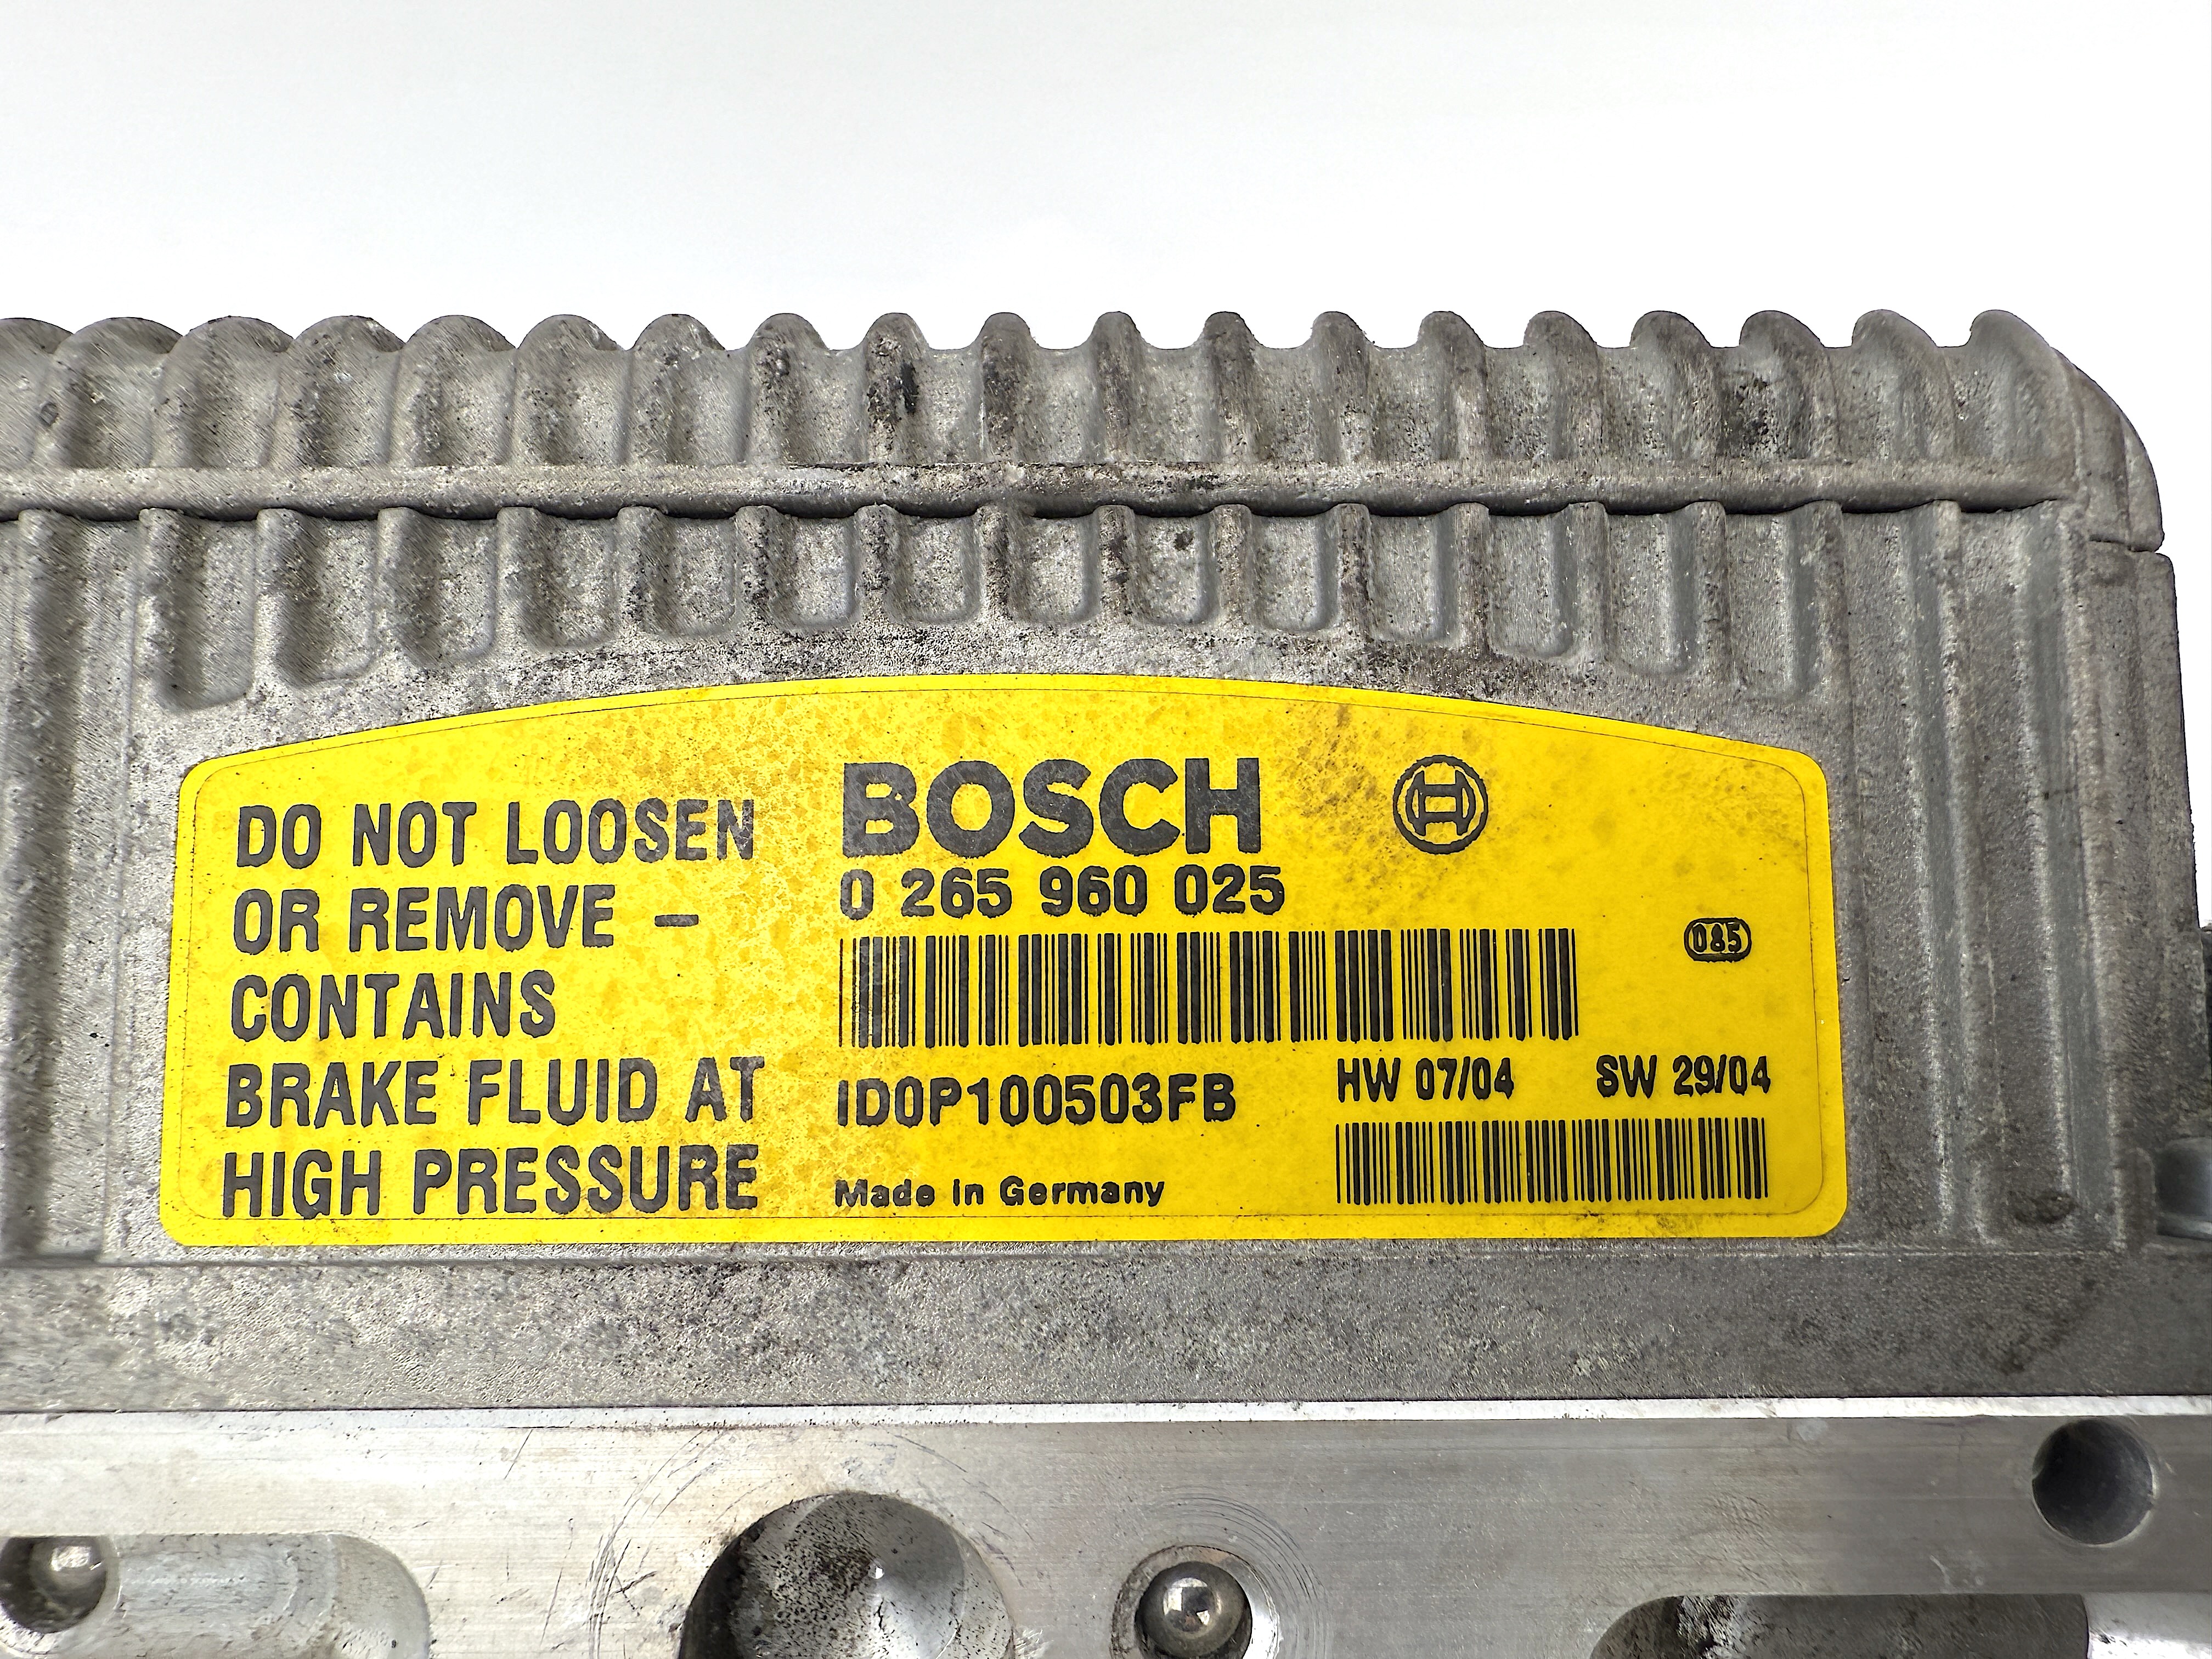 DO NOT LOOSEN
OR REMOVE –
CONTAINS
BRAKE FLUID AT
HIGH PRESSURE
BOSCH
0 265 960 025
085
ID0P100503FB
HW 07/04 SW 29/04
Made in Germany